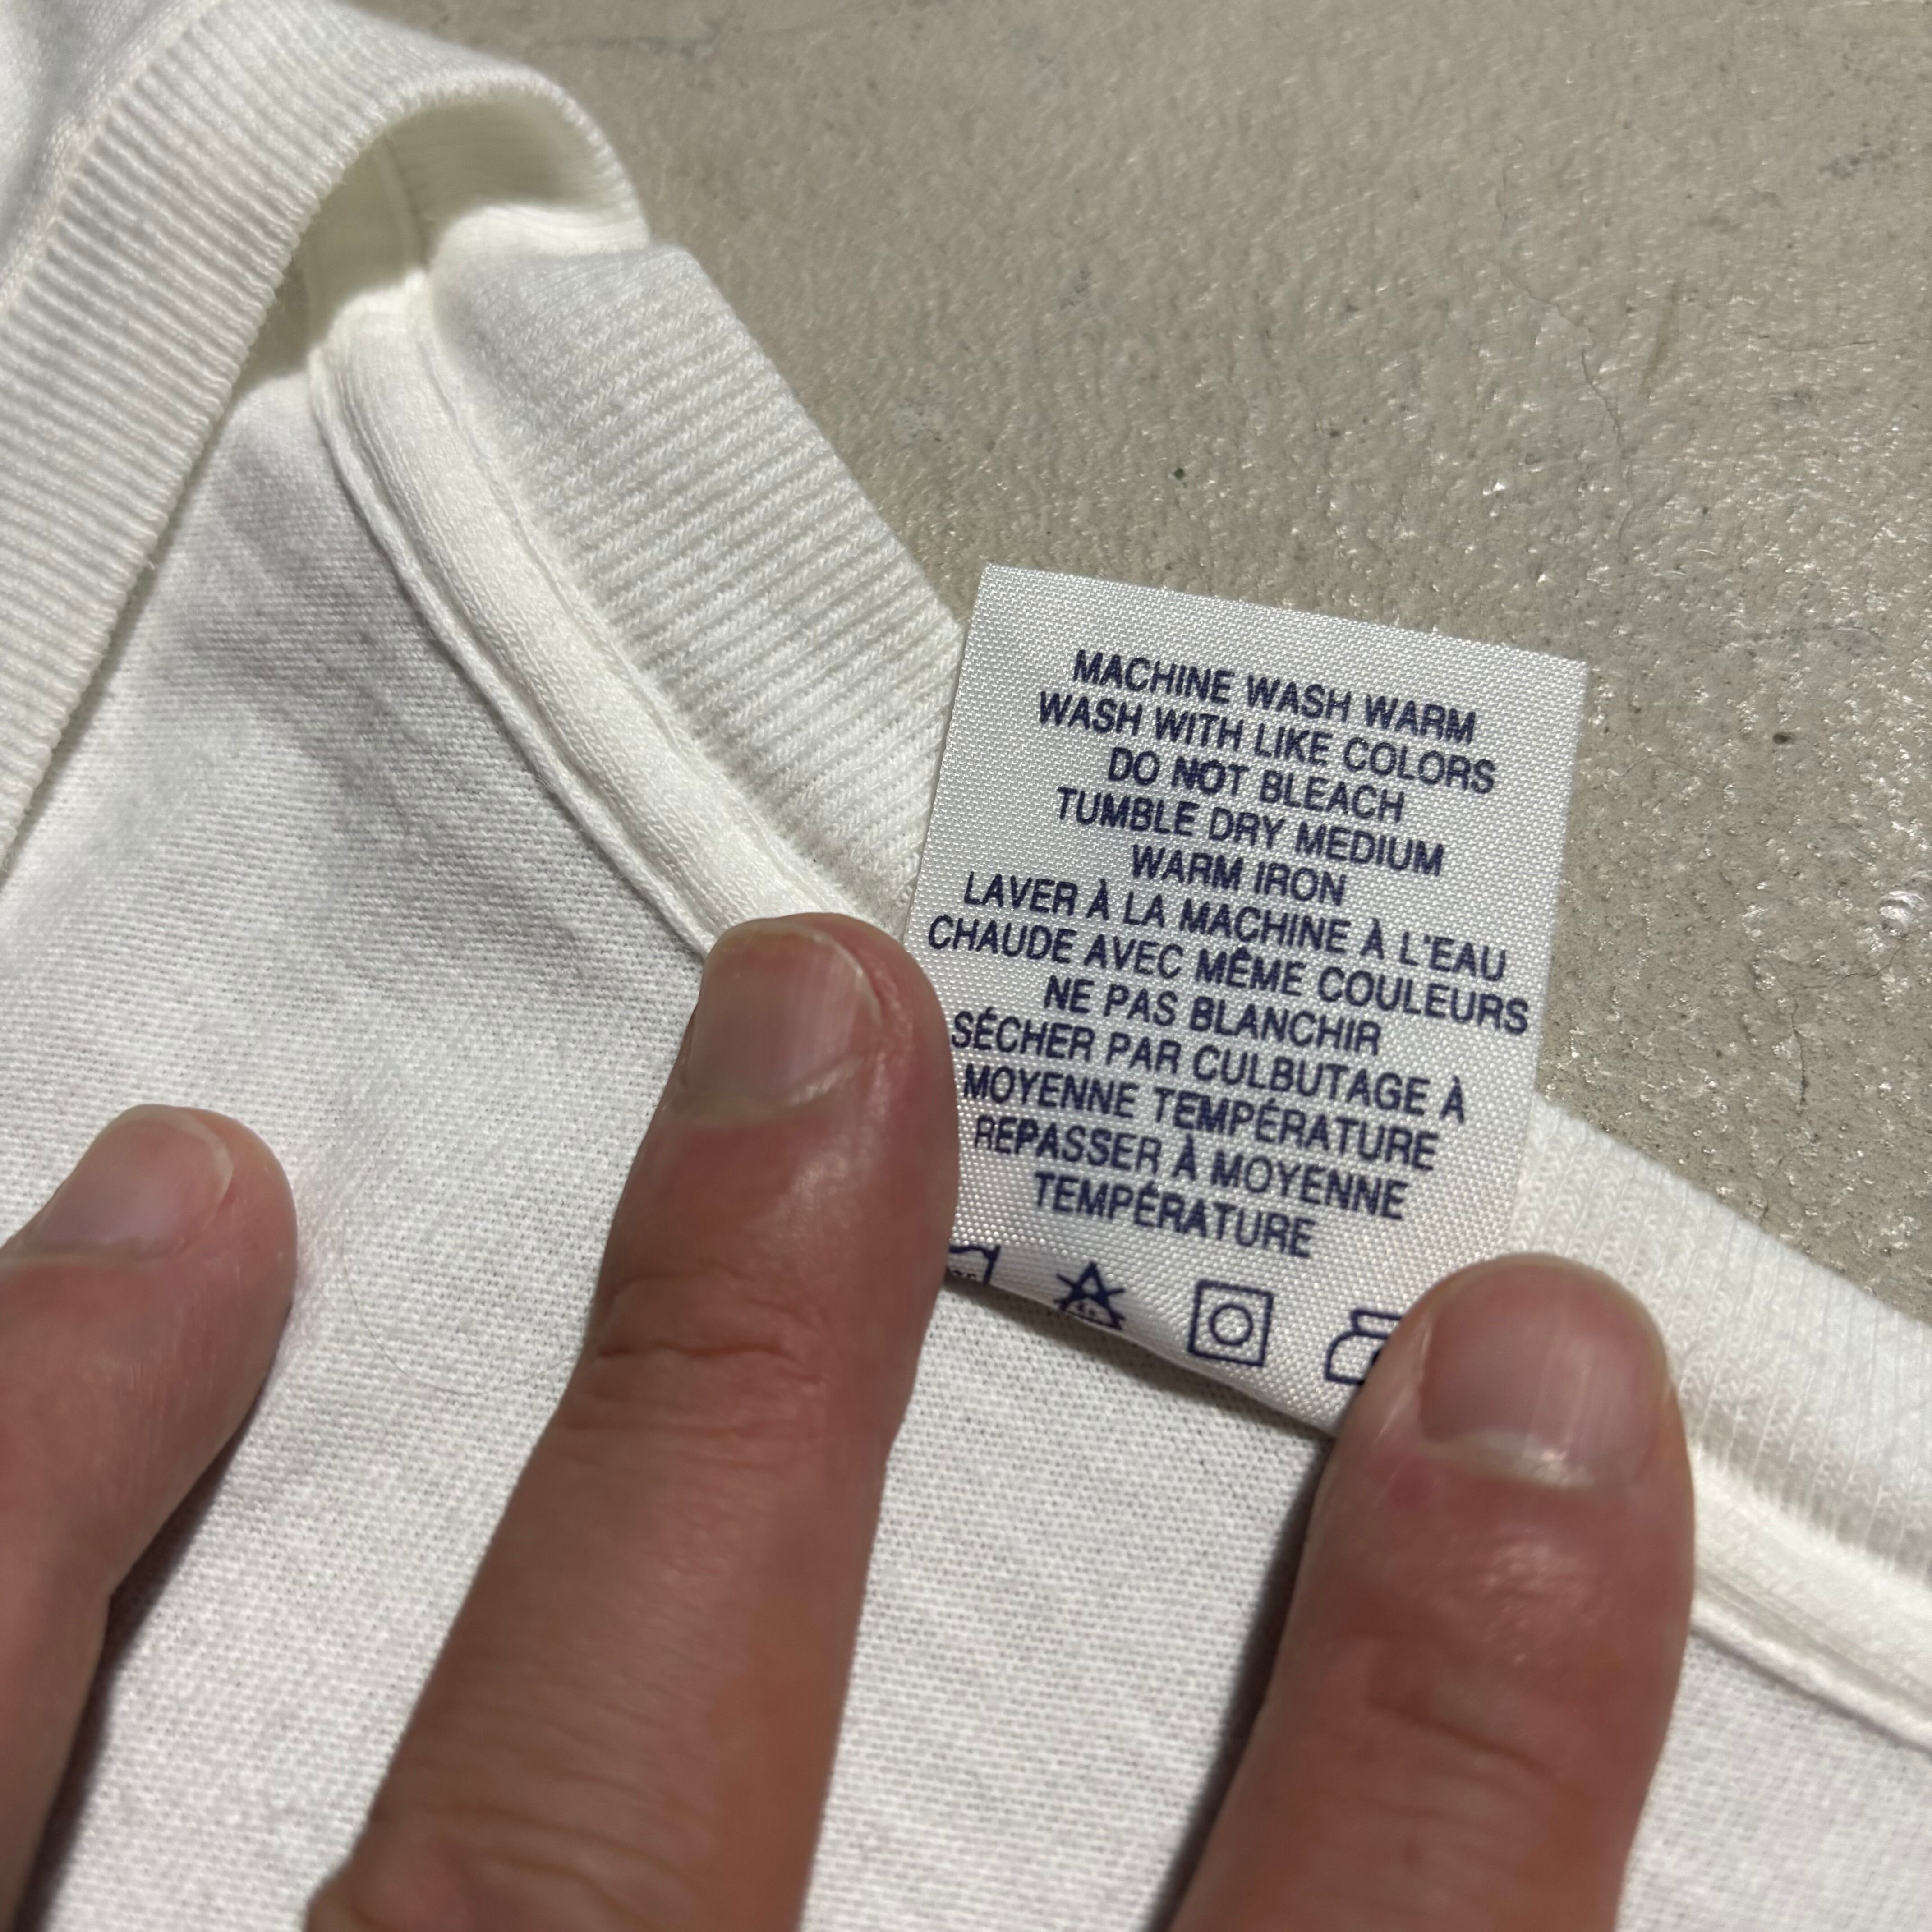 MACHINE WASH WARM
WASH WITH LIKE COLORS
DO NOT BLEACH
TUMBLE DRY MEDIUM
WARM IRON
LAVER À LA MACHINE À L'EAU
CHAUDE AVEC MÊME COULEURS
NE PAS BLANCHIR
SÉCHER PAR CULBUTAGE À
MOYENNE TEMPÉRATURE
REPASSER À MOYENNE
TEMPÉRATURE